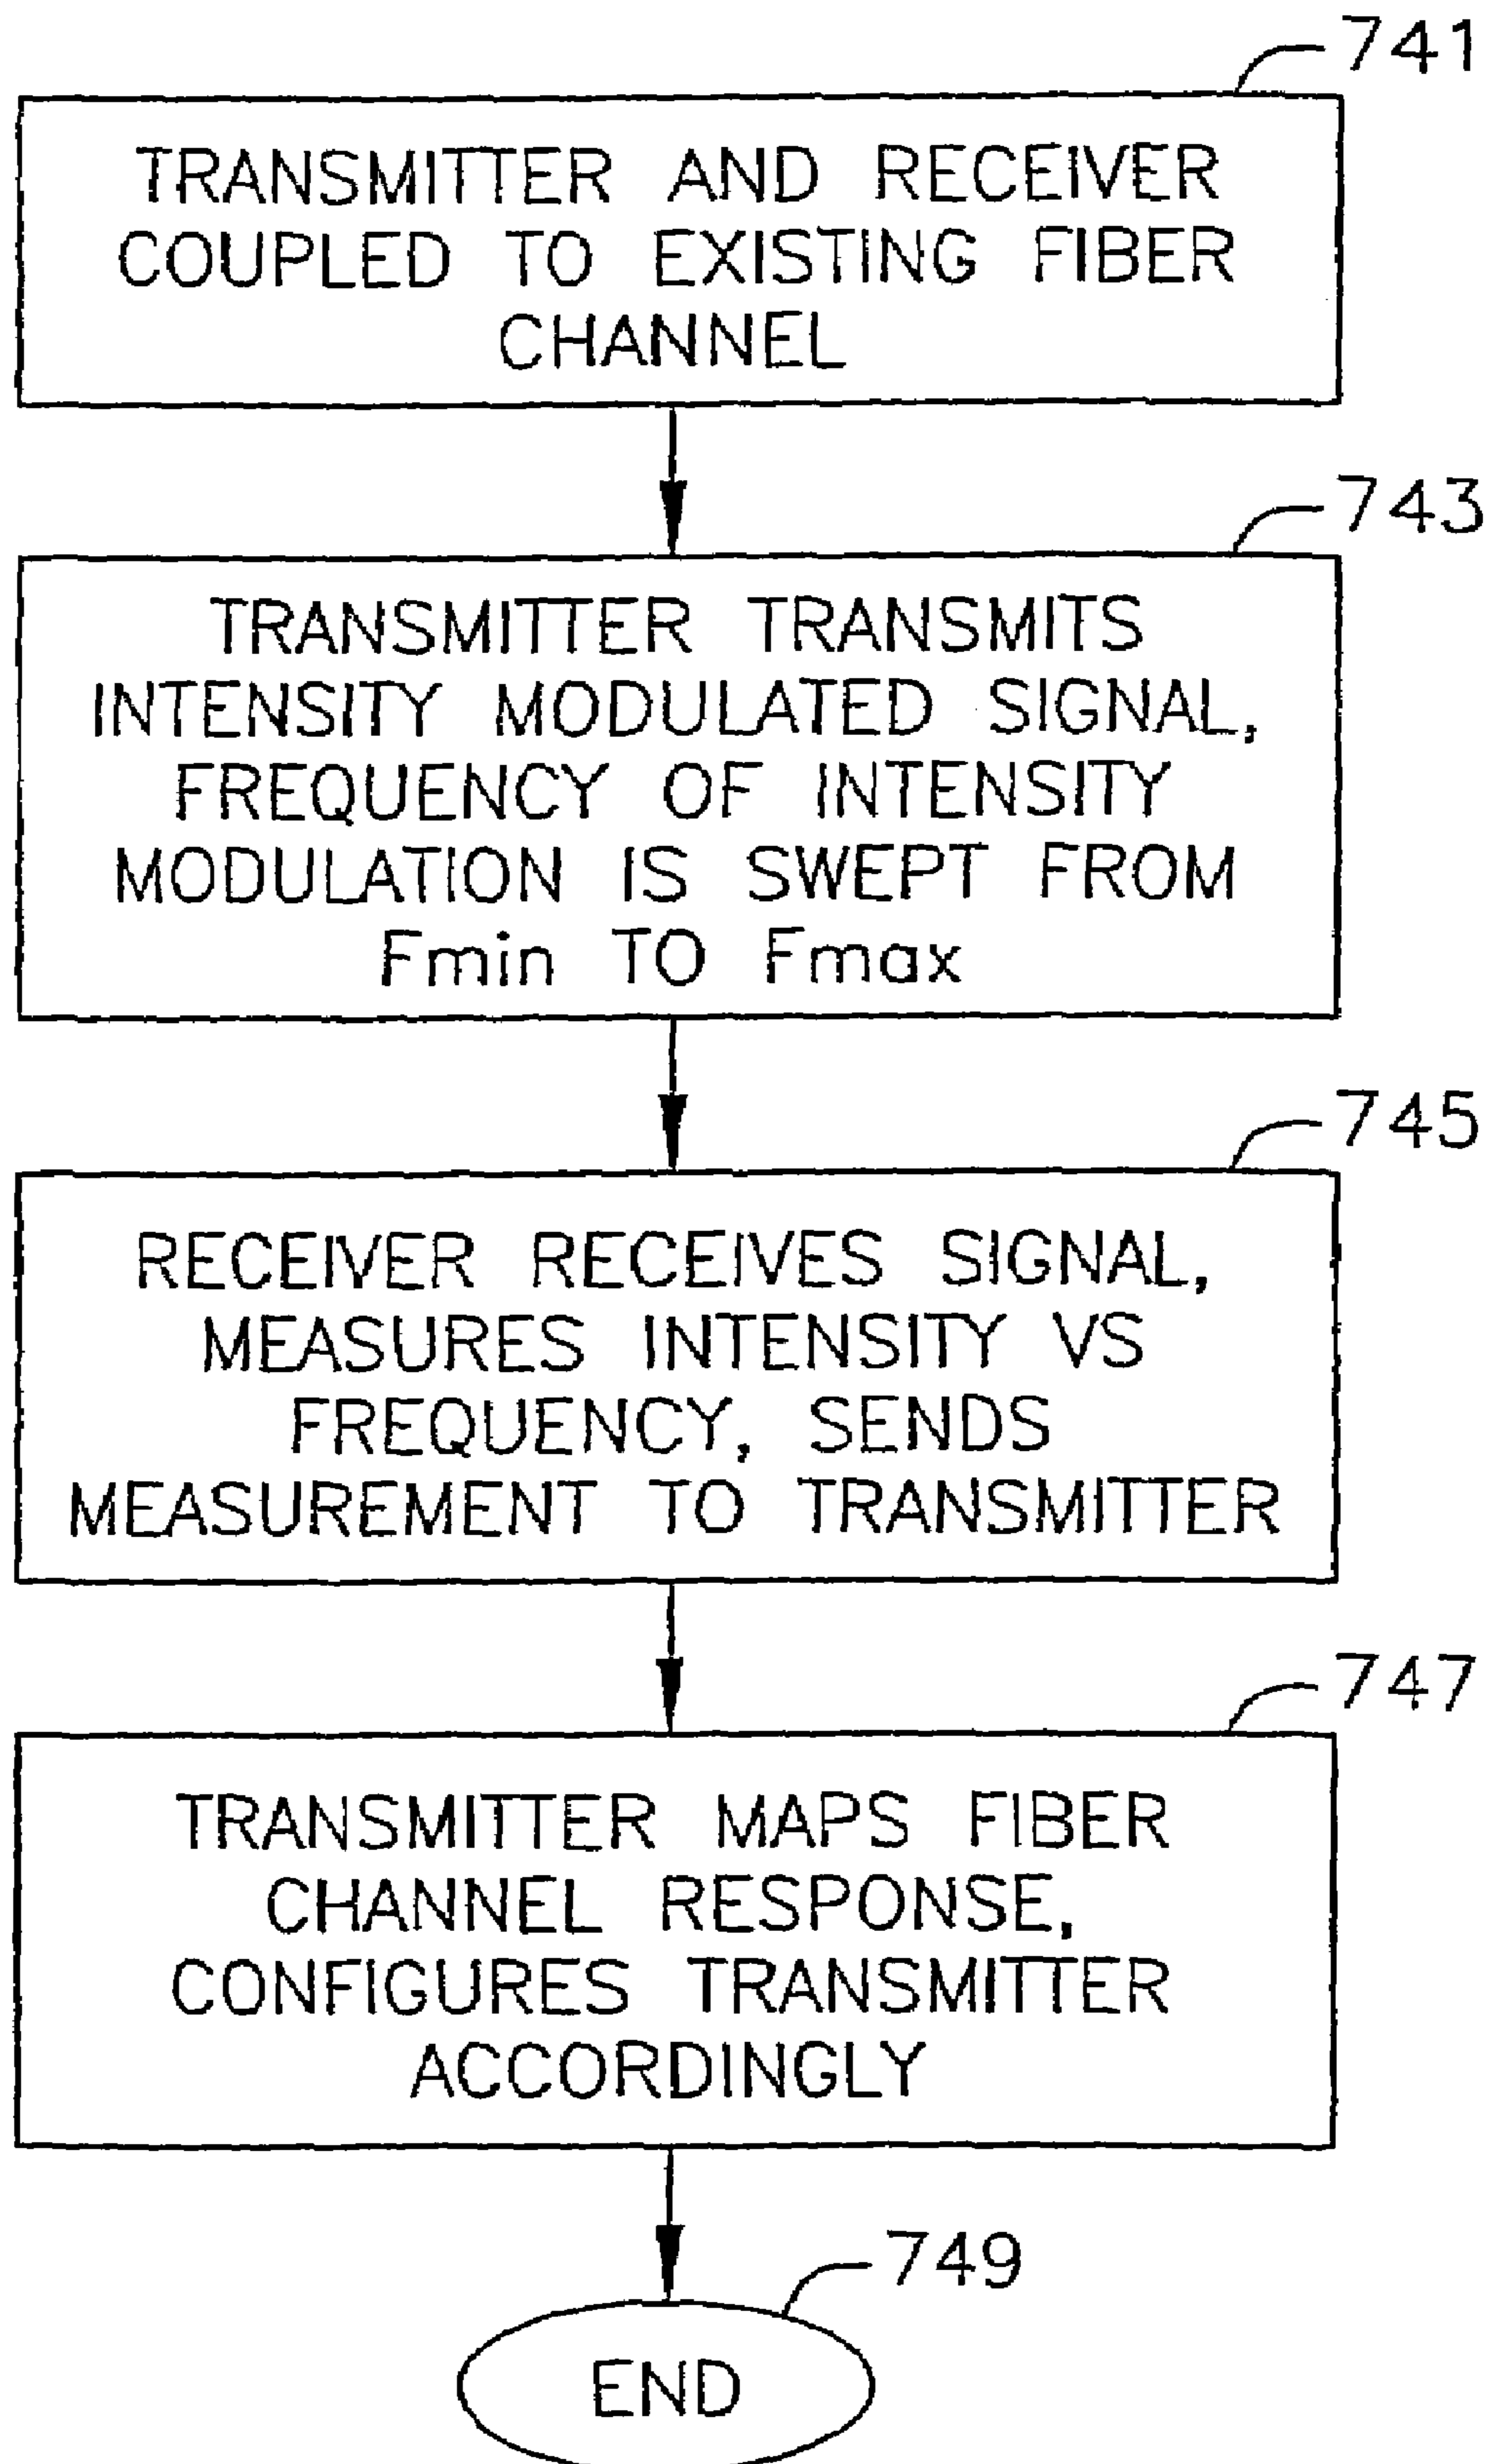 741
TRANSMITTER AND RECEIVER
COUPLED TO EXISTING FIBER
CHANNEL
743
TRANSMITTER TRANSMITS
INTENSITY MODULATED SIGNAL,
FREQUENCY OF INTENSITY
MODULATION IS SWEPT FROM
Fmin TO Fmax
745
RECEIVER RECEIVES SIGNAL,
MEASURES INTENSITY VS
FREQUENCY, SENDS
MEASUREMENT TO TRANSMITTER
747
TRANSMITTER MAPS FIBER
CHANNEL RESPONSE,
CONFIGURES TRANSMITTER
ACCORDINGLY
749
END